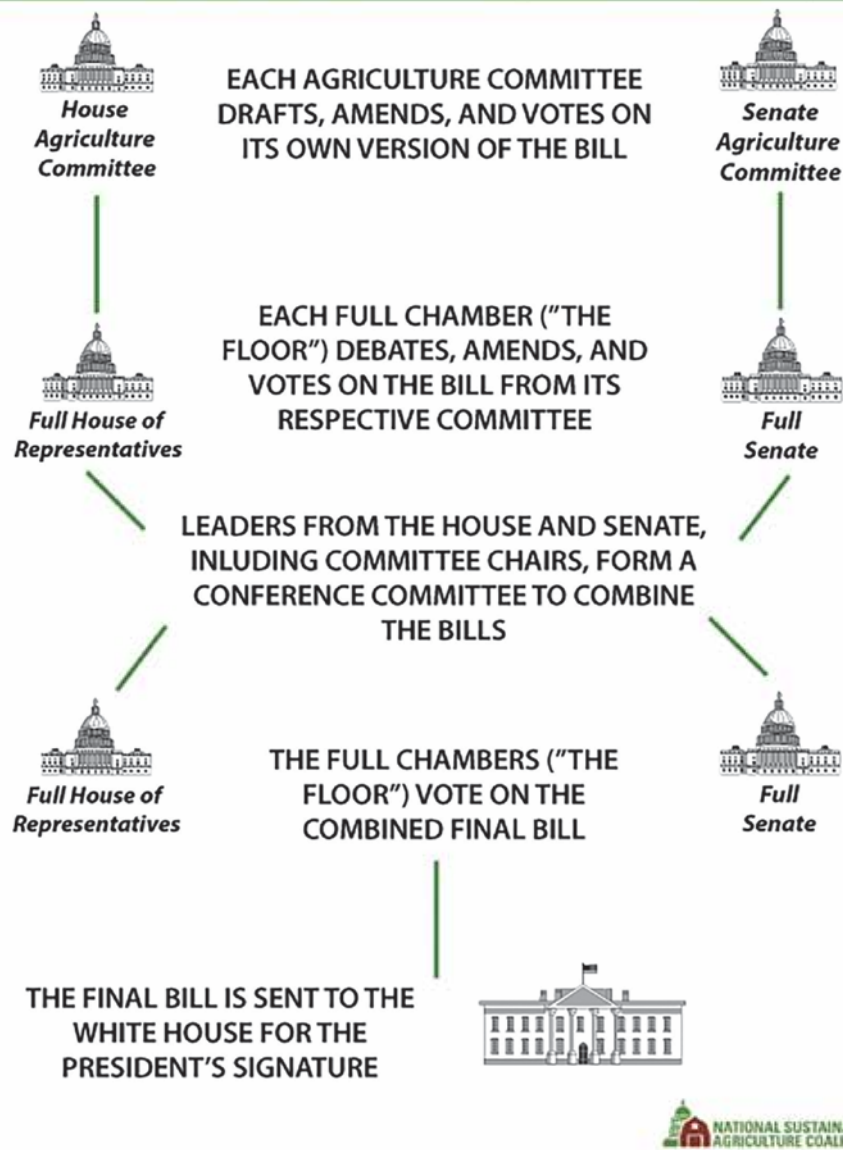 House
Agriculture
Committee
EACH AGRICULTURE COMMITTEE
DRAFTS, AMENDS, AND VOTES ON
ITS OWN VERSION OF THE BILL
Senate
Agriculture
Committee
Full House of
Representatives
EACH FULL CHAMBER ("THE
FLOOR") DEBATES, AMENDS, AND
VOTES ON THE BILL FROM ITS
RESPECTIVE COMMITTEE
Full
Senate
LEADERS FROM THE HOUSE AND SENATE,
INLUDING COMMITTEE CHAIRS, FORM A
CONFERENCE COMMITTEE TO COMBINE
THE BILLS
Full House of
Representatives
THE FULL CHAMBERS ("THE
FLOOR") VOTE ON THE
COMBINED FINAL BILL
Full
Senate
THE FINAL BILL IS SENT TO THE
WHITE HOUSE FOR THE
PRESIDENT'S SIGNATURE
NATIONAL
AGRICULTURE